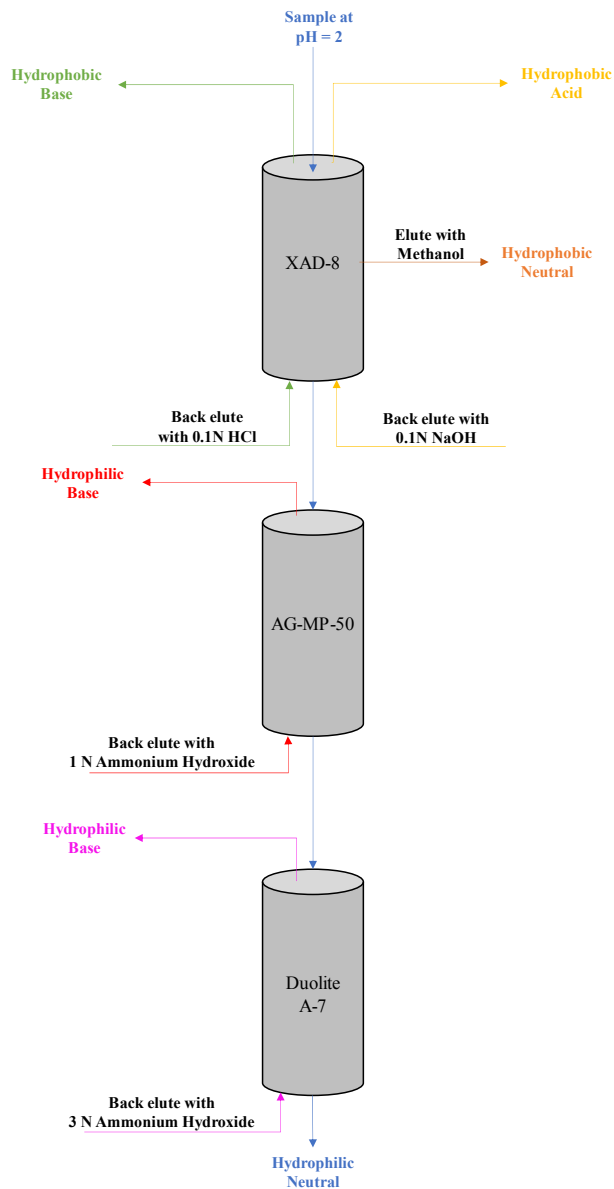 Sample at
pH = 2
Hydrophobic
Base
Hydrophobic
Acid
XAD-8
Elute with
Methanol
Hydrophobic
Neutral
Back elute
with 0.1N HCl
Back elute with
0.1N NaOH
Hydrophilic
Base
AG-MP-50
Back elute with
1 N Ammonium Hydroxide
Hydrophilic
Base
Duolite
A-7
Back elute with
3 N Ammonium Hydroxide
Hydrophilic
Neutral